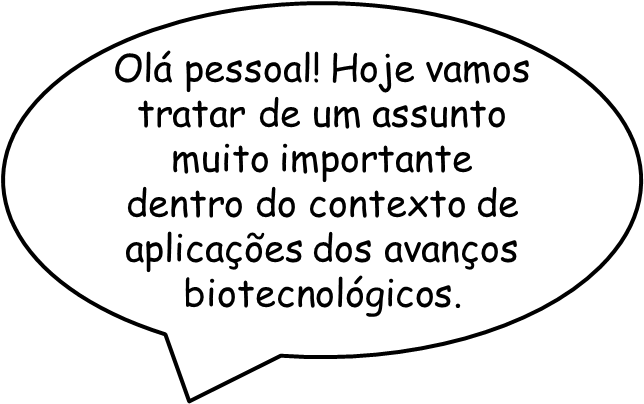 Olá pessoal! Hoje vamos
tratar de um assunto
muito importante
dentro do contexto de
aplicações dos avanços
biotecnológicos.